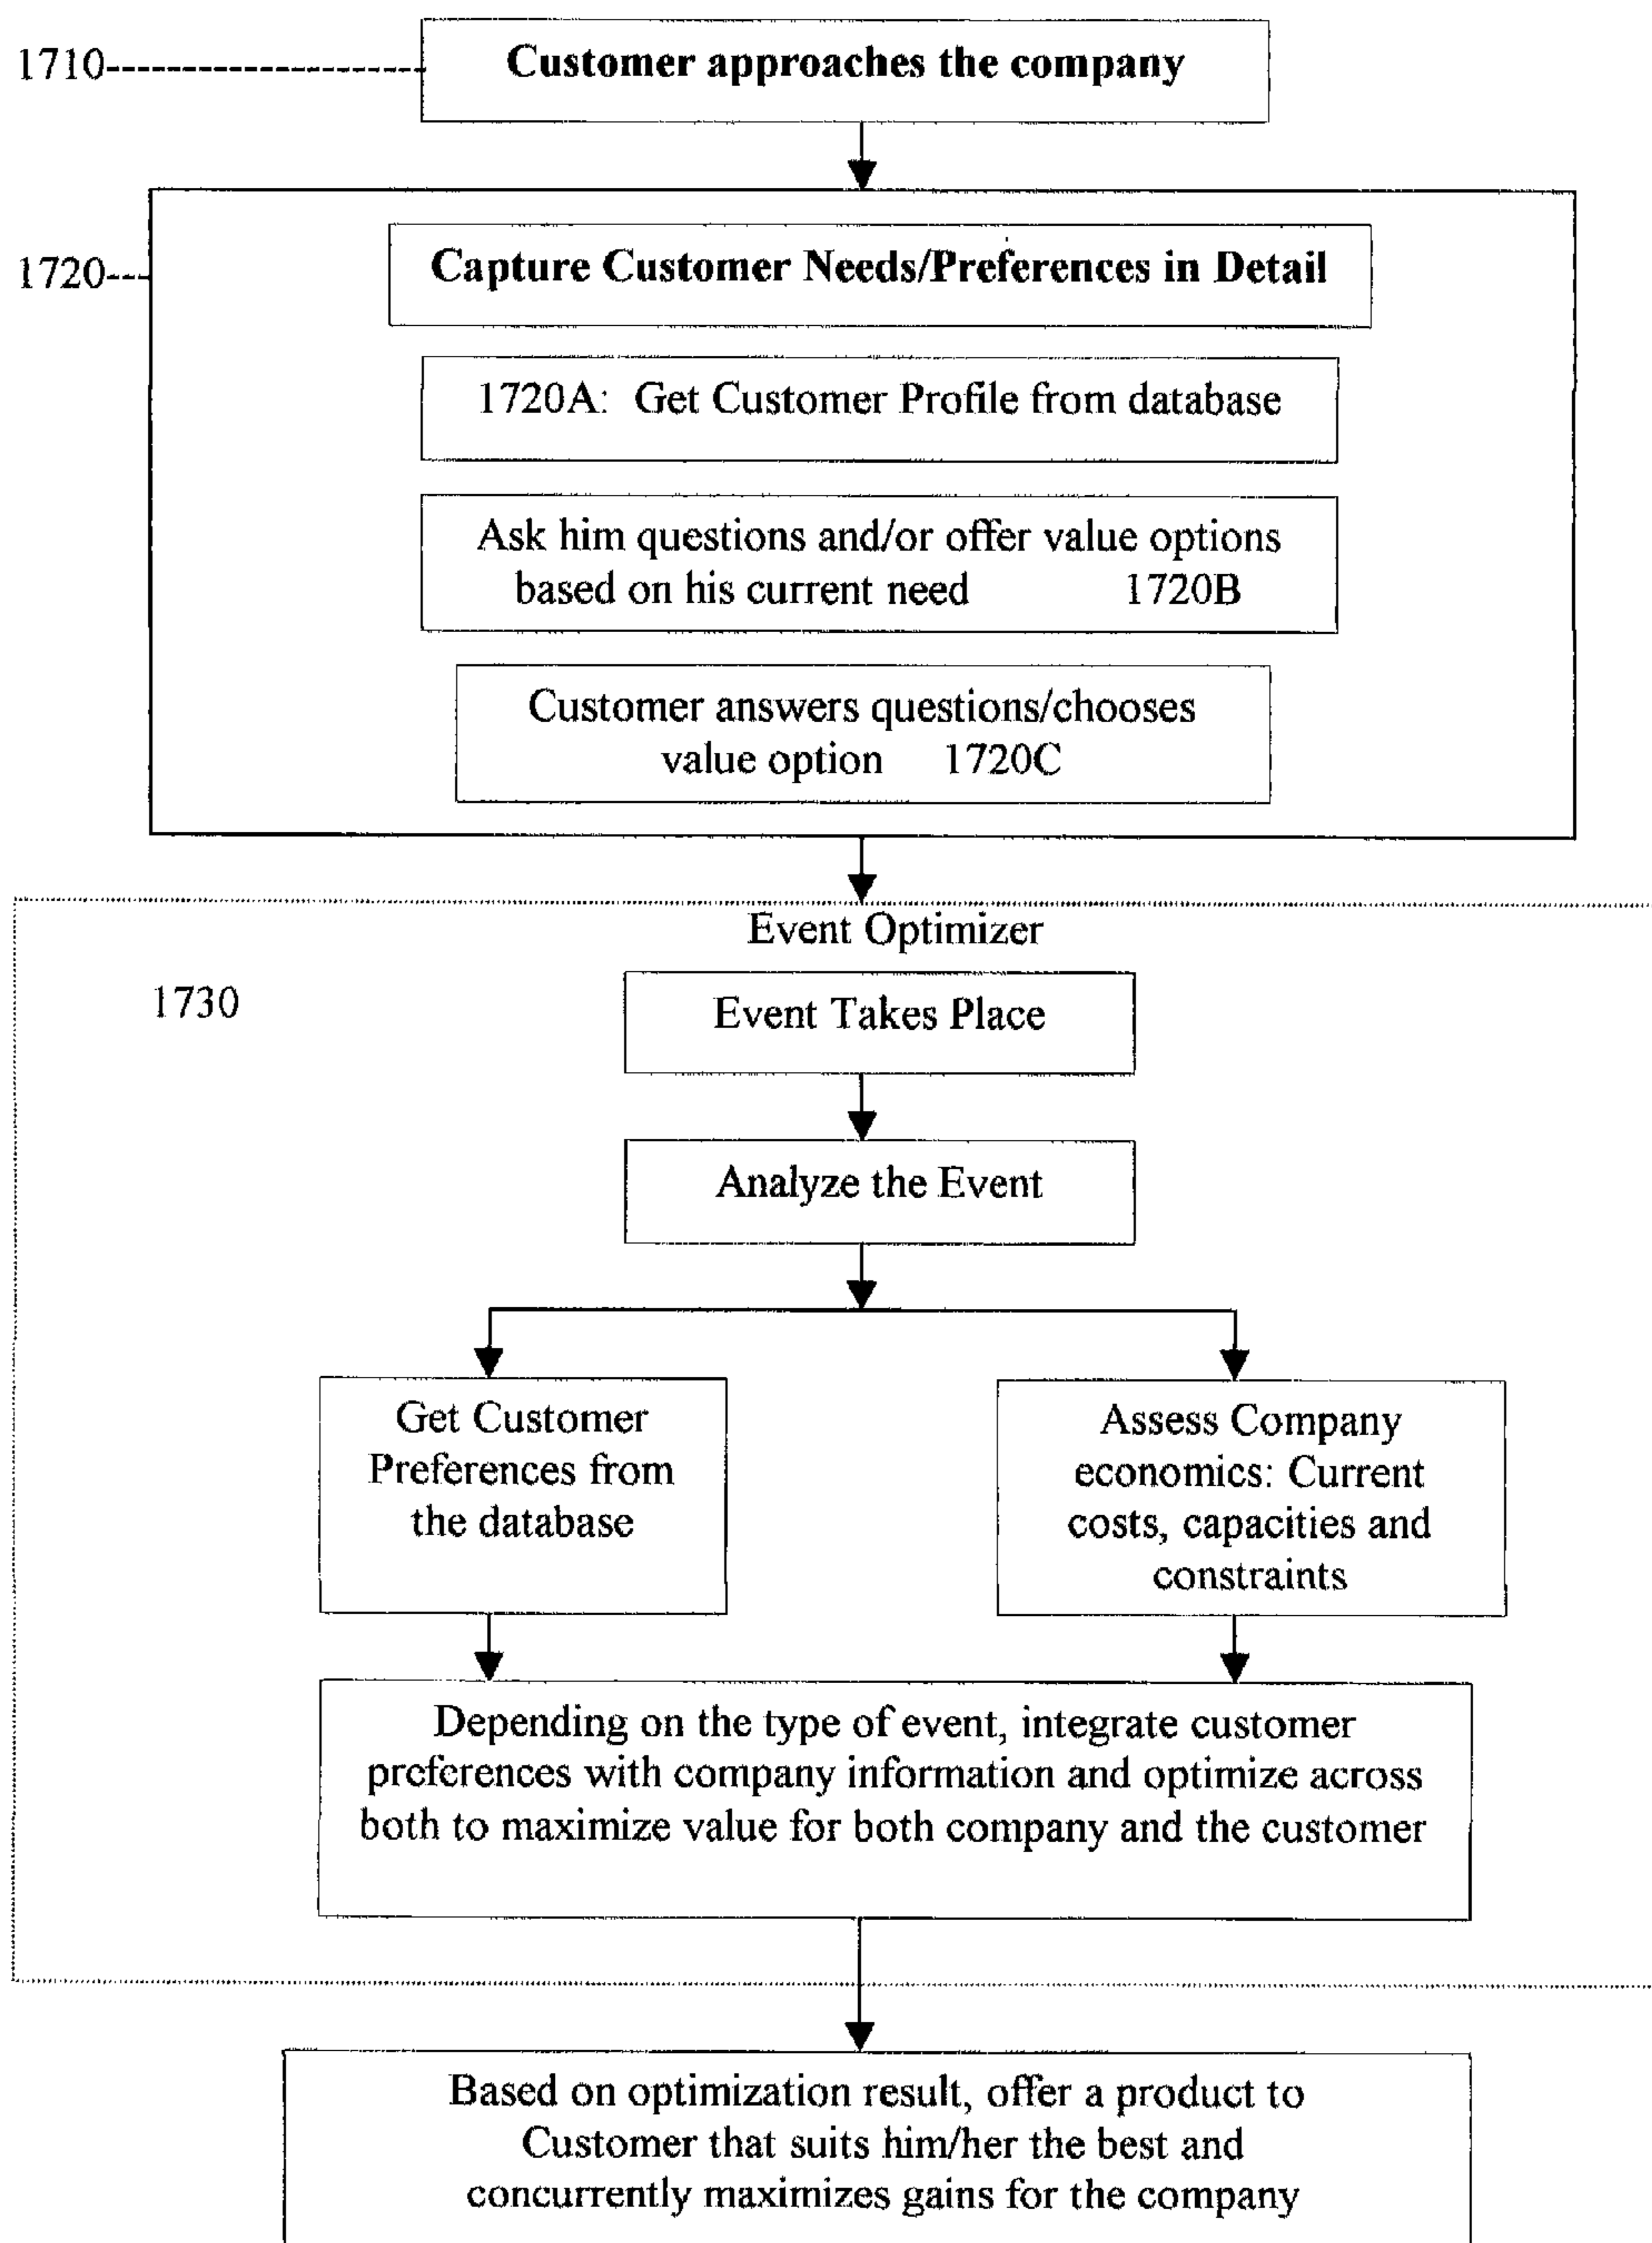 1710
Customer approaches the company
1720
Capture Customer Needs/Preferences in Detail
1720A: Get Customer Profile from database
Ask him questions and/or offer value options
based on his current need 1720B
Customer answers questions/chooses
value option 1720C
Event Optimizer
1730
Event Takes Place
Analyze the Event
Get Customer
Preferences from
the database
Assess Company
economics: Current
costs, capacities and
constraints
Depending on the type of event, integrate customer
preferences with company information and optimize across
both to maximize value for both company and the customer
Based on optimization result, offer a product to
Customer that suits him/her the best and
concurrently maximizes gains for the company